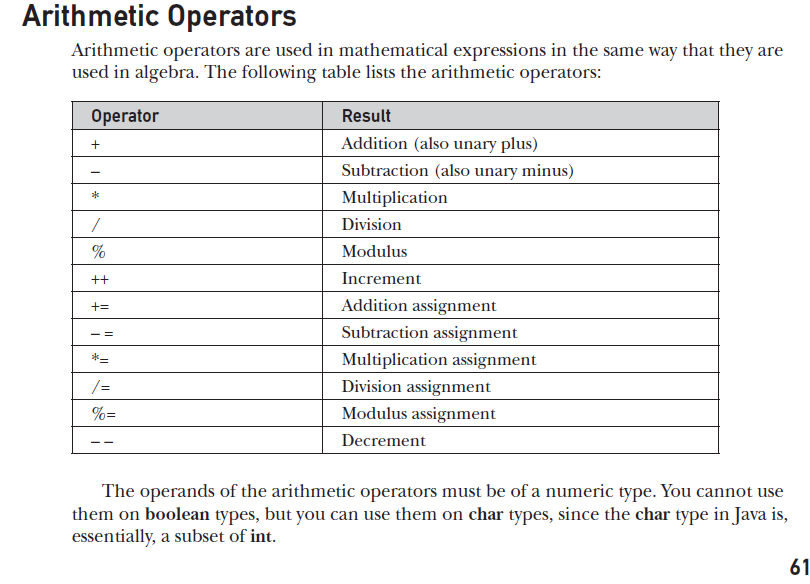 Arithmetic Operators
Arithmetic operators are used in mathematical expressions in the same way that they are
used in algebra. The following table lists the arithmetic operators:
Operator Result
+ Addition (also unary plus)
– Subtraction (also unary minus)
* Multiplication
/ Division
% Modulus
++ Increment
+= Addition assignment
– = Subtraction assignment
*= Multiplication assignment
/= Division assignment
%= Modulus assignment
– – Decrement
The operands of the arithmetic operators must be of a numeric type. You cannot use
them on boolean types, but you can use them on char types, since the char type in Java is,
essentially, a subset of int.
61